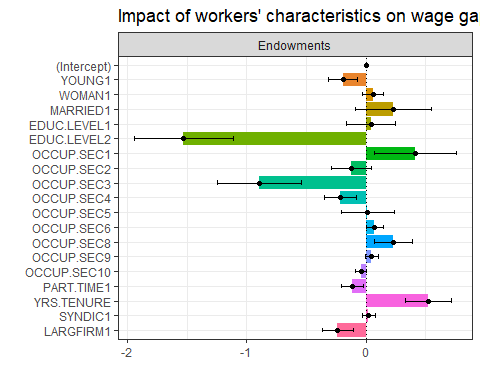 Impact of workers' characteristics on wage ga
Endowments
(Intercept)
YOUNG1
WOMAN1
MARRIED1
EDUC.LEVEL1
EDUC.LEVEL2
OCCUP.SEC1
OCCUP.SEC2
OCCUP.SEC3
OCCUP.SEC4
OCCUP.SEC5
OCCUP.SEC6
OCCUP.SEC8
OCCUP.SEC9
OCCUP.SEC10
PART.TIME1
YRS.TENURE
SYNDIC1
LARGFIRM1
-2 -1 0